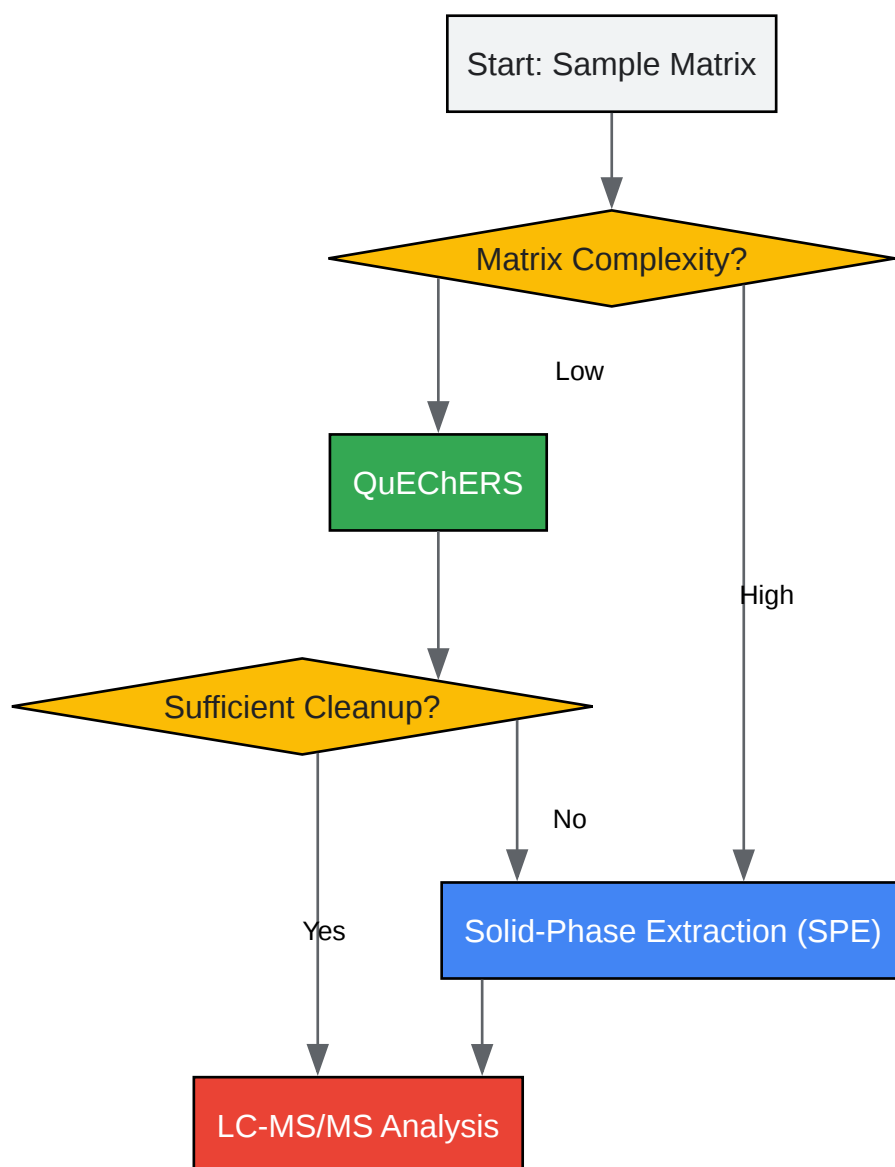 Start: Sample Matrix
Matrix Complexity?
Low
QuEChERS
High
Sufficient Cleanup?
No
Yes
Solid-Phase Extraction (SPE)
LC-MS/MS Analysis